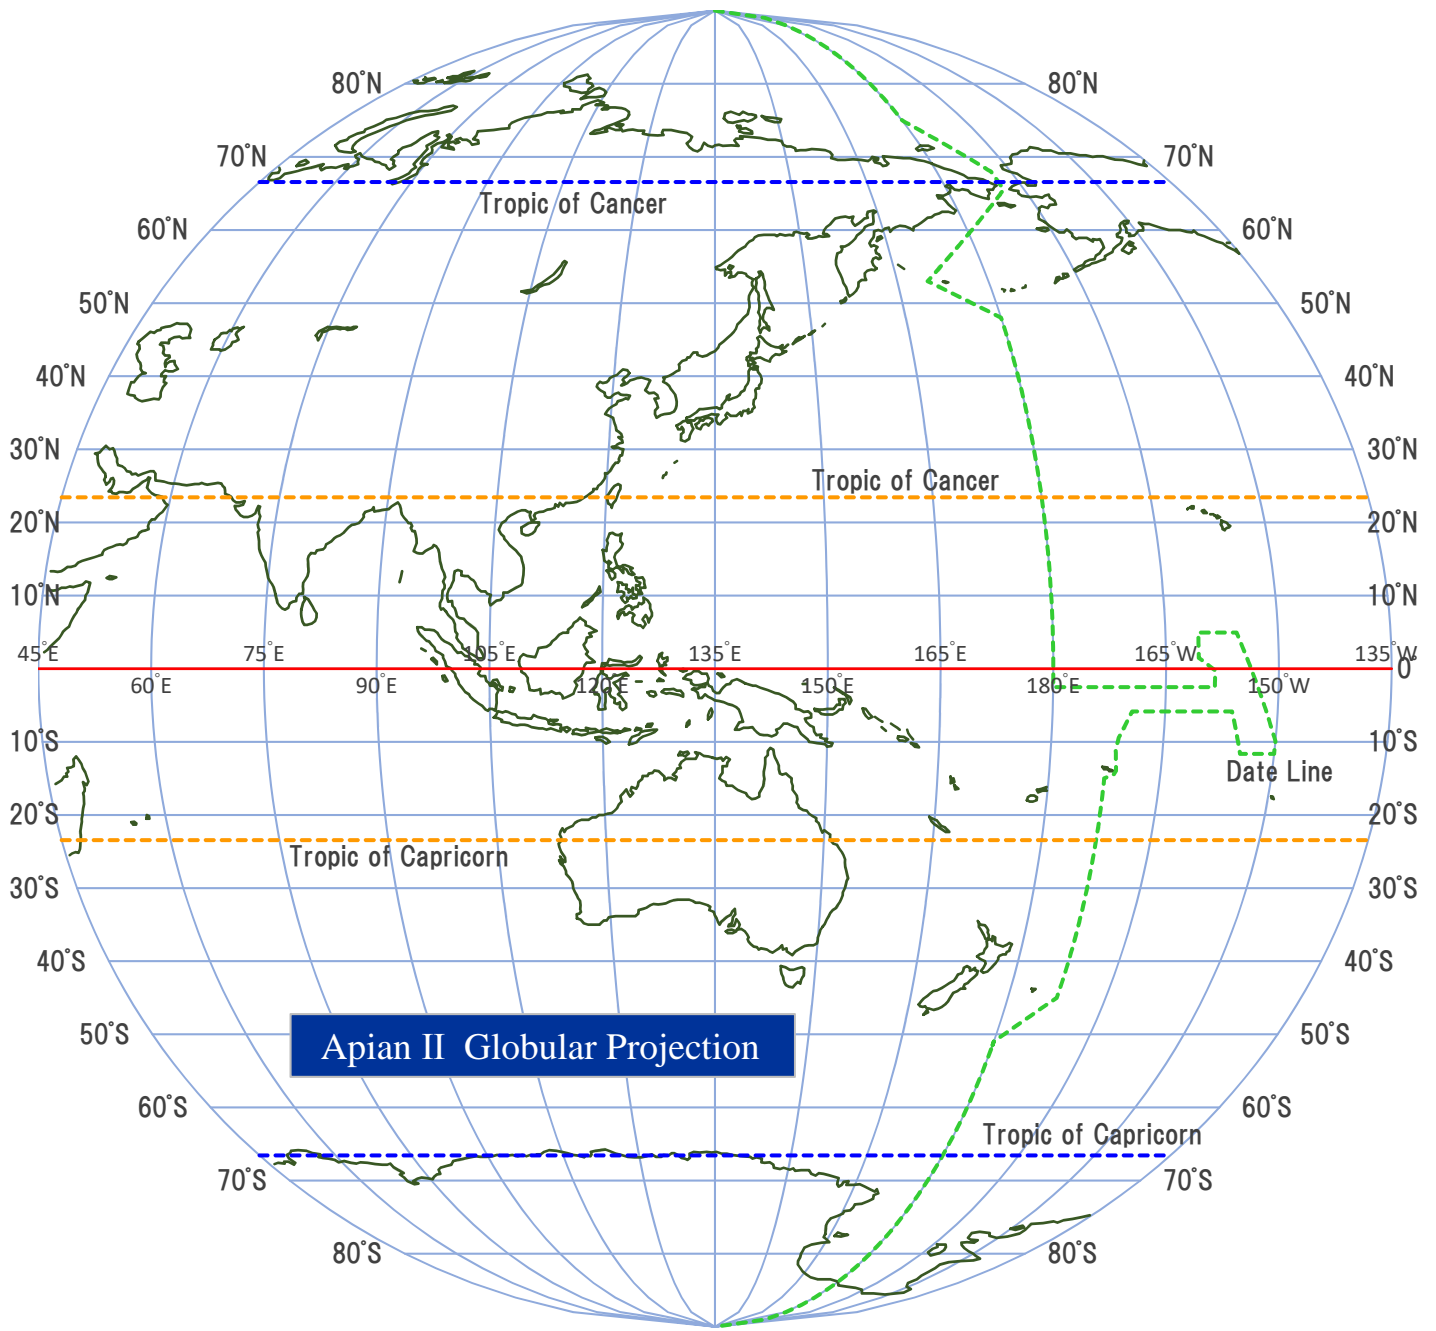 80°N 80°N
70°N 70°N
Tropic of Cancer
60°N 60°N
50°N 50°N
40°N 40°N
30°N 30°N
Tropic of Cancer
20°N 20°N
10°N 10°N
45°E 75°E 105°E 135°E 165°E 165°W 135°W
0°
60°E 90°E 120°E 150°E 180°E 150°W
10°S 10°S
Date Line
20°S 20°S
Tropic of Capricorn
30°S 30°S
40°S 40°S
50°S 50°S
Apian II Globular Projection
60°S 60°S
Tropic of Capricorn
70°S 70°S
80°S 80°S